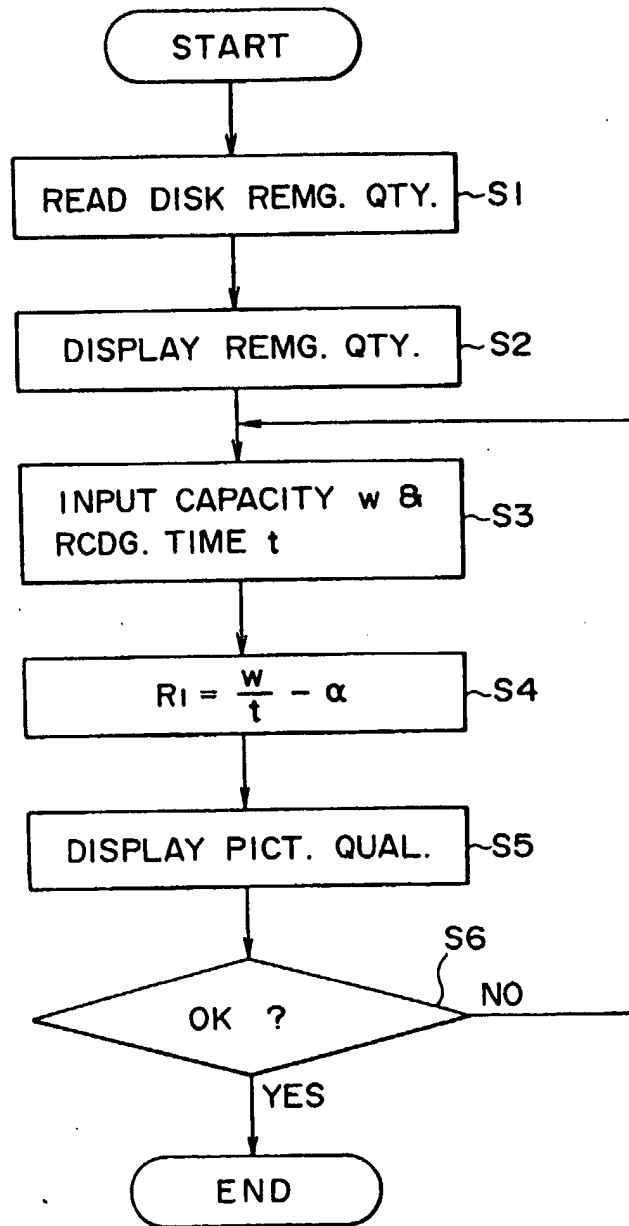 START
READ DISK REMG. QTY.
S1
DISPLAY REMG. QTY.
S2
INPUT CAPACITY w &
RCDG. TIME t
S3
R1 = w/t - α
S4
DISPLAY PICT. QUAL.
S5
S6
OK ?
NO
YES
END